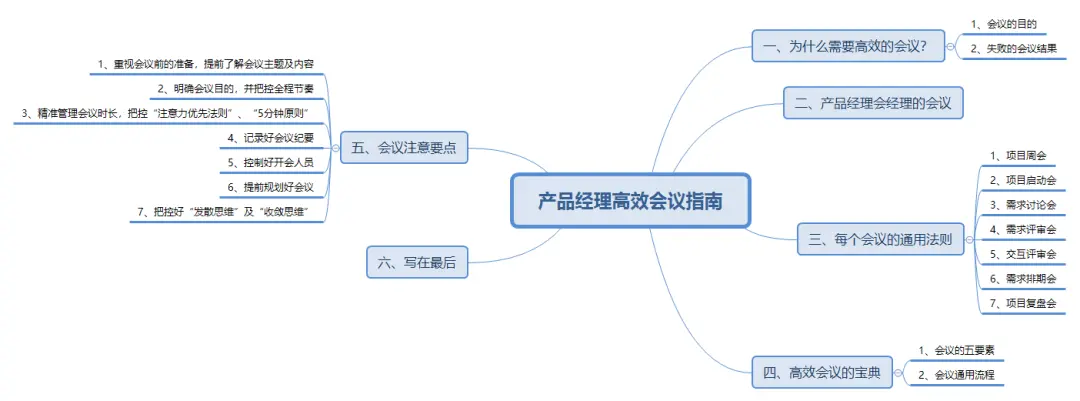 产品经理高效会议指南
一、为什么需要高效的会议？
1、会议的目的
2、失败的会议结果
二、产品经理会经理的会议
三、每个会议的通用法则
1、项目周会
2、项目启动会
3、需求讨论会
4、需求评审会
5、交互评审会
6、需求排期会
7、项目复盘会
四、高效会议的宝典
1、会议的五要素
2、会议通用流程
五、会议注意要点
1、重视会议前的准备，提前了解会议主题及内容
2、明确会议目的，并把控全程节奏
3、精准管理会议时长，把控“注意力优先法则”、“5分钟原则”
4、记录好会议纪要
5、控制好开会人员
6、提前规划好会议
7、把控好“发散思维”及“收敛思维”
六、写在最后